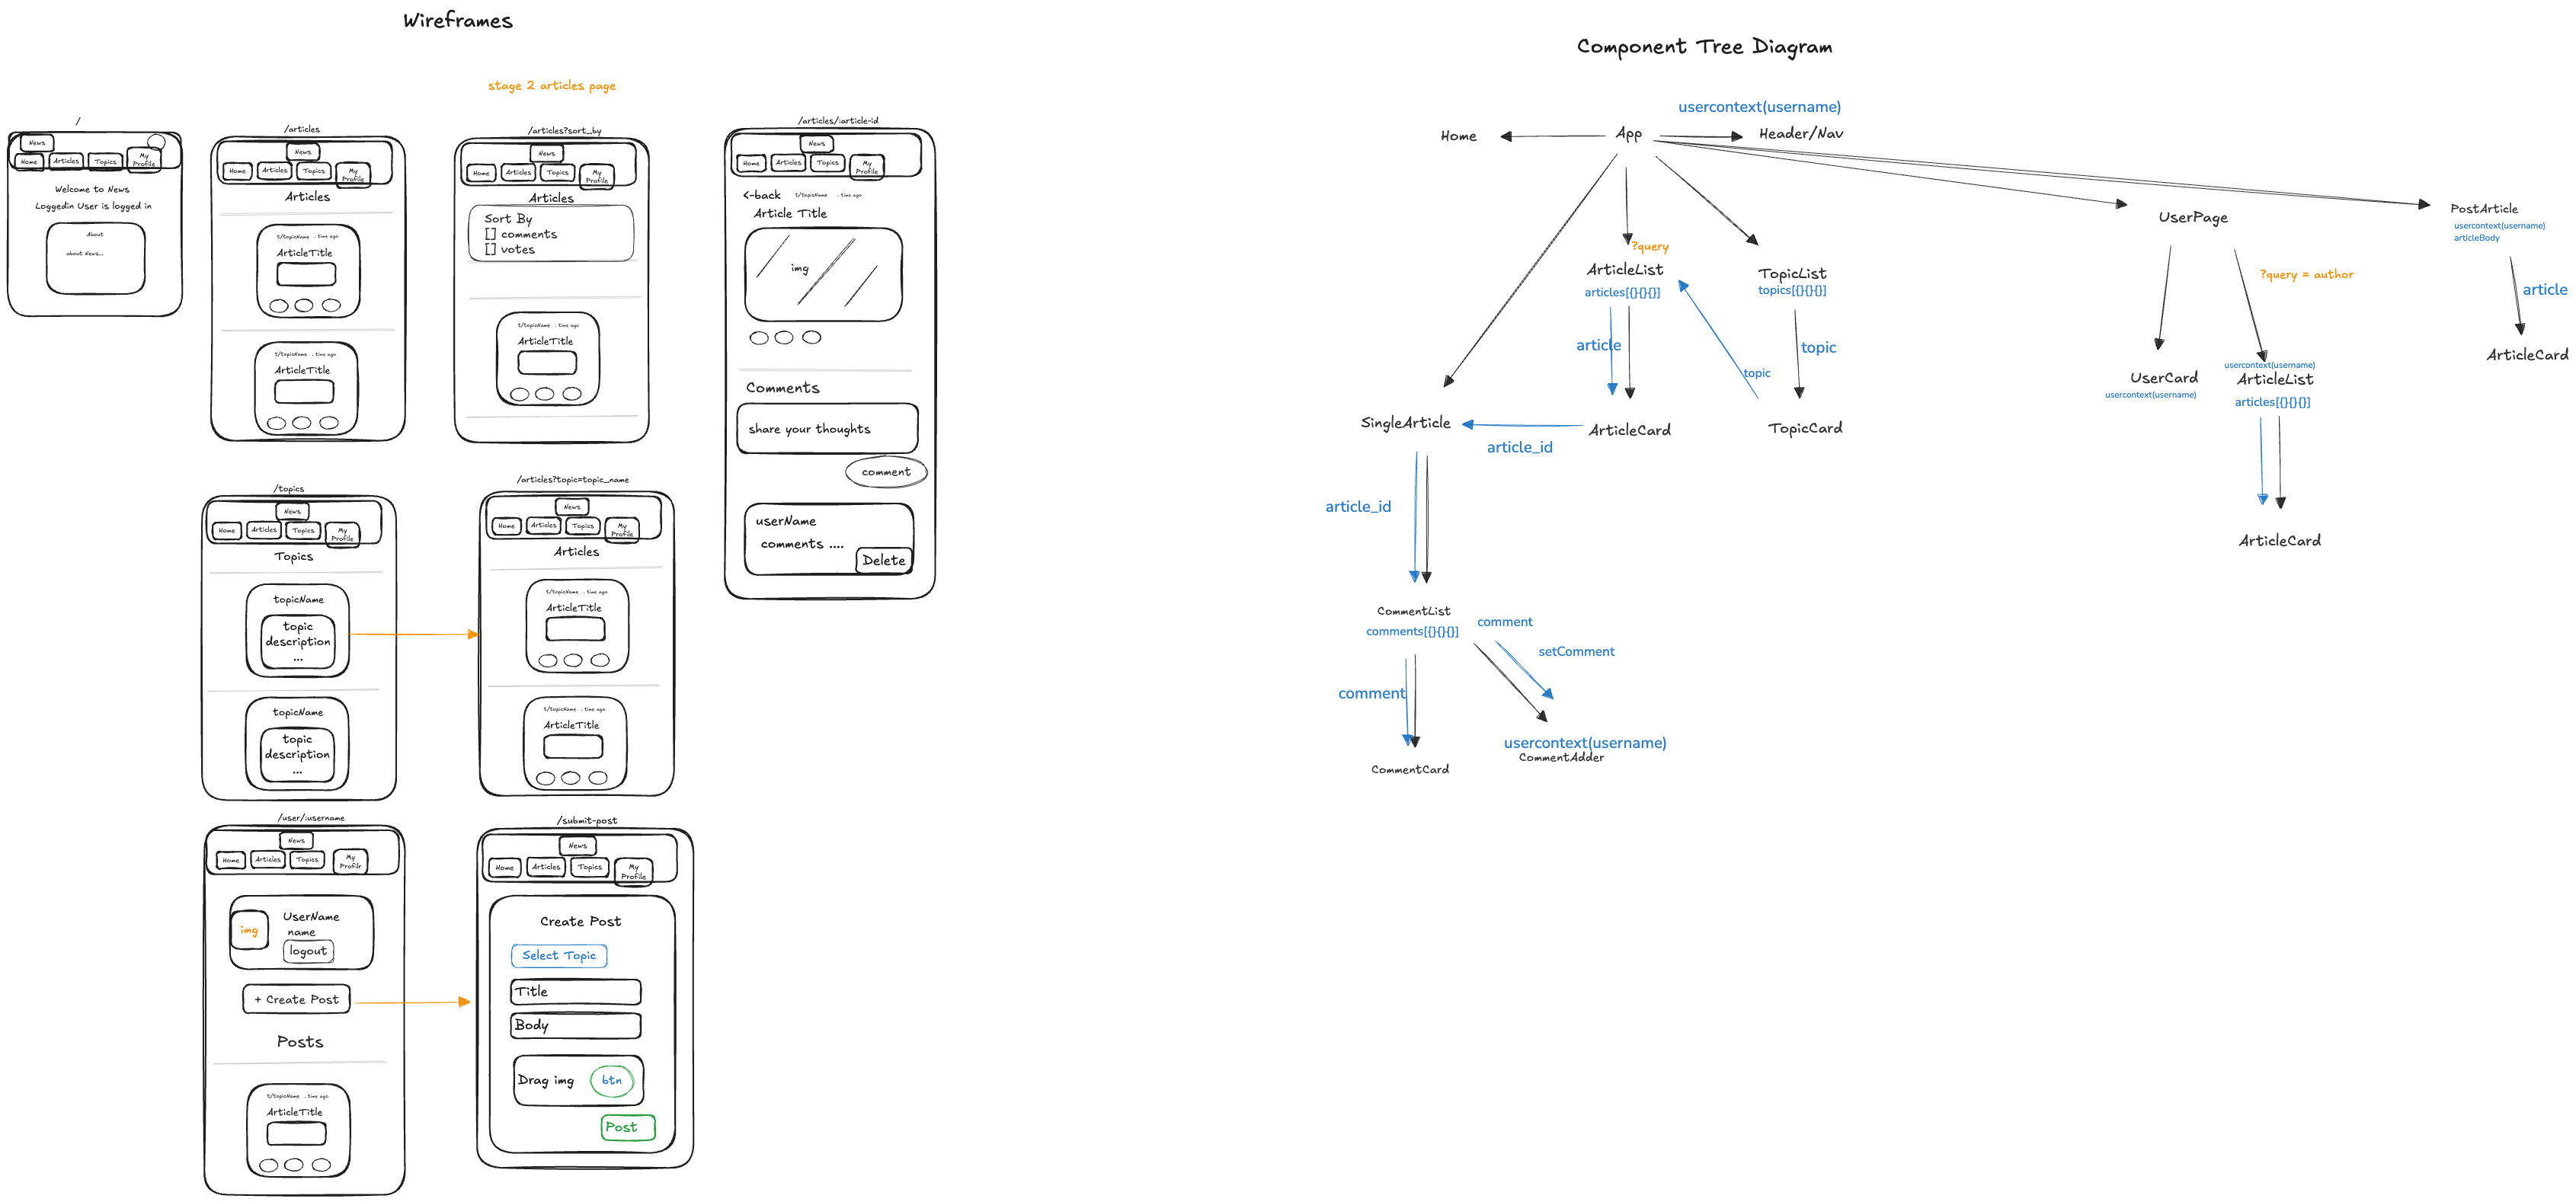 Wireframes
stage 2 articles page
/
News
Home
Articles
Topics
My
Profile
Welcome to News
Loggedin User is logged in
About
about News...
/articles
News
Home
Articles
Topics
My
Profile
Articles
t/topicName . time ago
ArticleTitle
t/topicName . time ago
ArticleTitle
/articles?sort_by
News
Home
Articles
Topics
My
Profile
Articles
Sort By
[] comments
[] votes
t/topicName . time ago
ArticleTitle
/articles/:article-id
News
Home
Articles
Topics
My
Profile
<-back
t/topicName . time ago
Article Title
img
Comments
share your thoughts
comment
userName
comments ....
Delete
/topics
News
Home
Articles
Topics
My
Profile
Topics
topicName
topic
description
...
topicName
topic
description
...
/articles?topic=topic_name
News
Home
Articles
Topics
My
Profile
Articles
t/topicName . time ago
ArticleTitle
t/topicName . time ago
ArticleTitle
/user/:username
News
Home
Articles
Topics
My
Profilr
img
UserName
name
logout
+ Create Post
Posts
t/topicName . time ago
ArticleTitle
/submit-post
News
Home
Articles
Topics
My
Profile
Create Post
Select Topic
Title
Body
Drag img
btn
Post
Component Tree Diagram
usercontext(username)
Home
App
Header/Nav
?query
ArticleList
articles[{}{}{}]
TopicList
topics[{}{}{}]
UserPage
PostArticle
usercontext(username)
articleBody
?query = author
article
article
topic
topic
ArticleCard
UserCard
usercontext(username)
usercontext(username)
ArticleList
articles[{}{}{}]
SingleArticle
ArticleCard
TopicCard
article_id
article_id
ArticleCard
CommentList
comments[{}{}{}]
comment
setComment
comment
usercontext(username)
CommentAdder
CommentCard